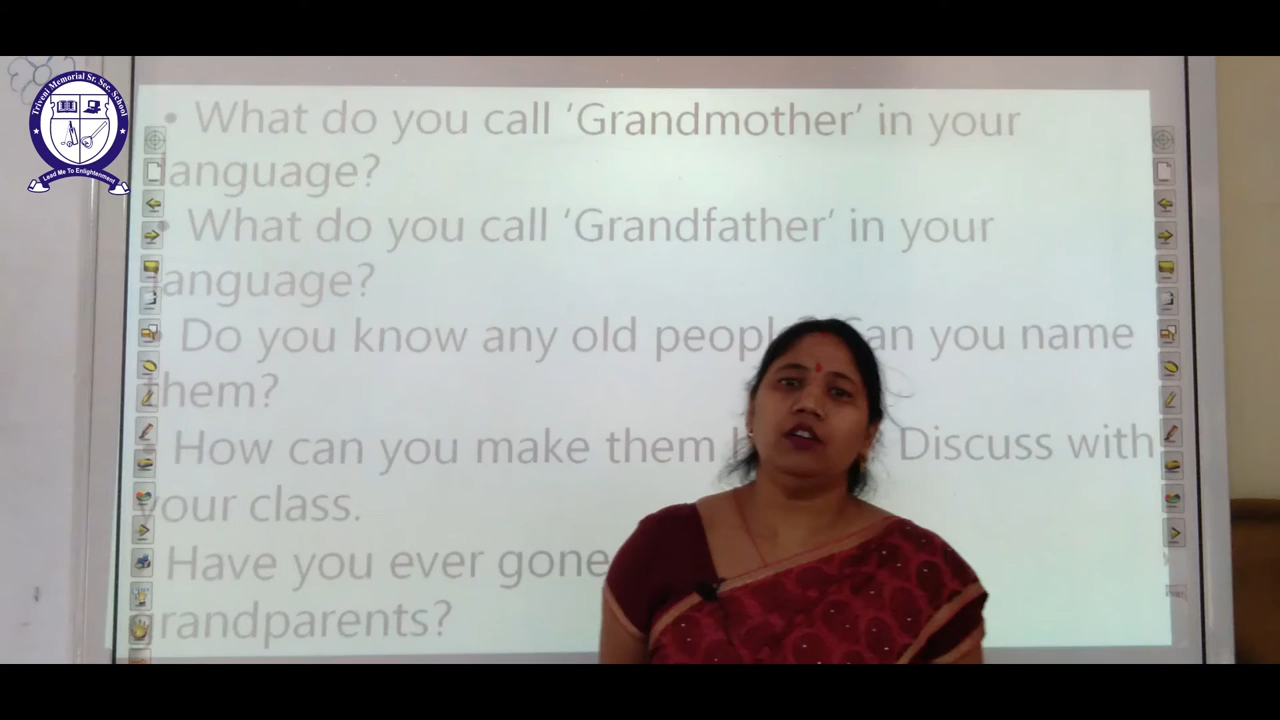 Triveni Memorial Sr. Sec. School
Lead Me To Enlightenment
• What do you call ‘Grandmother’ in your
language?
• What do you call ‘Grandfather’ in your
language?
Do you know any old people? Can you name
them?
How can you make them Discuss with
your class.
Have you ever gone
grandparents?